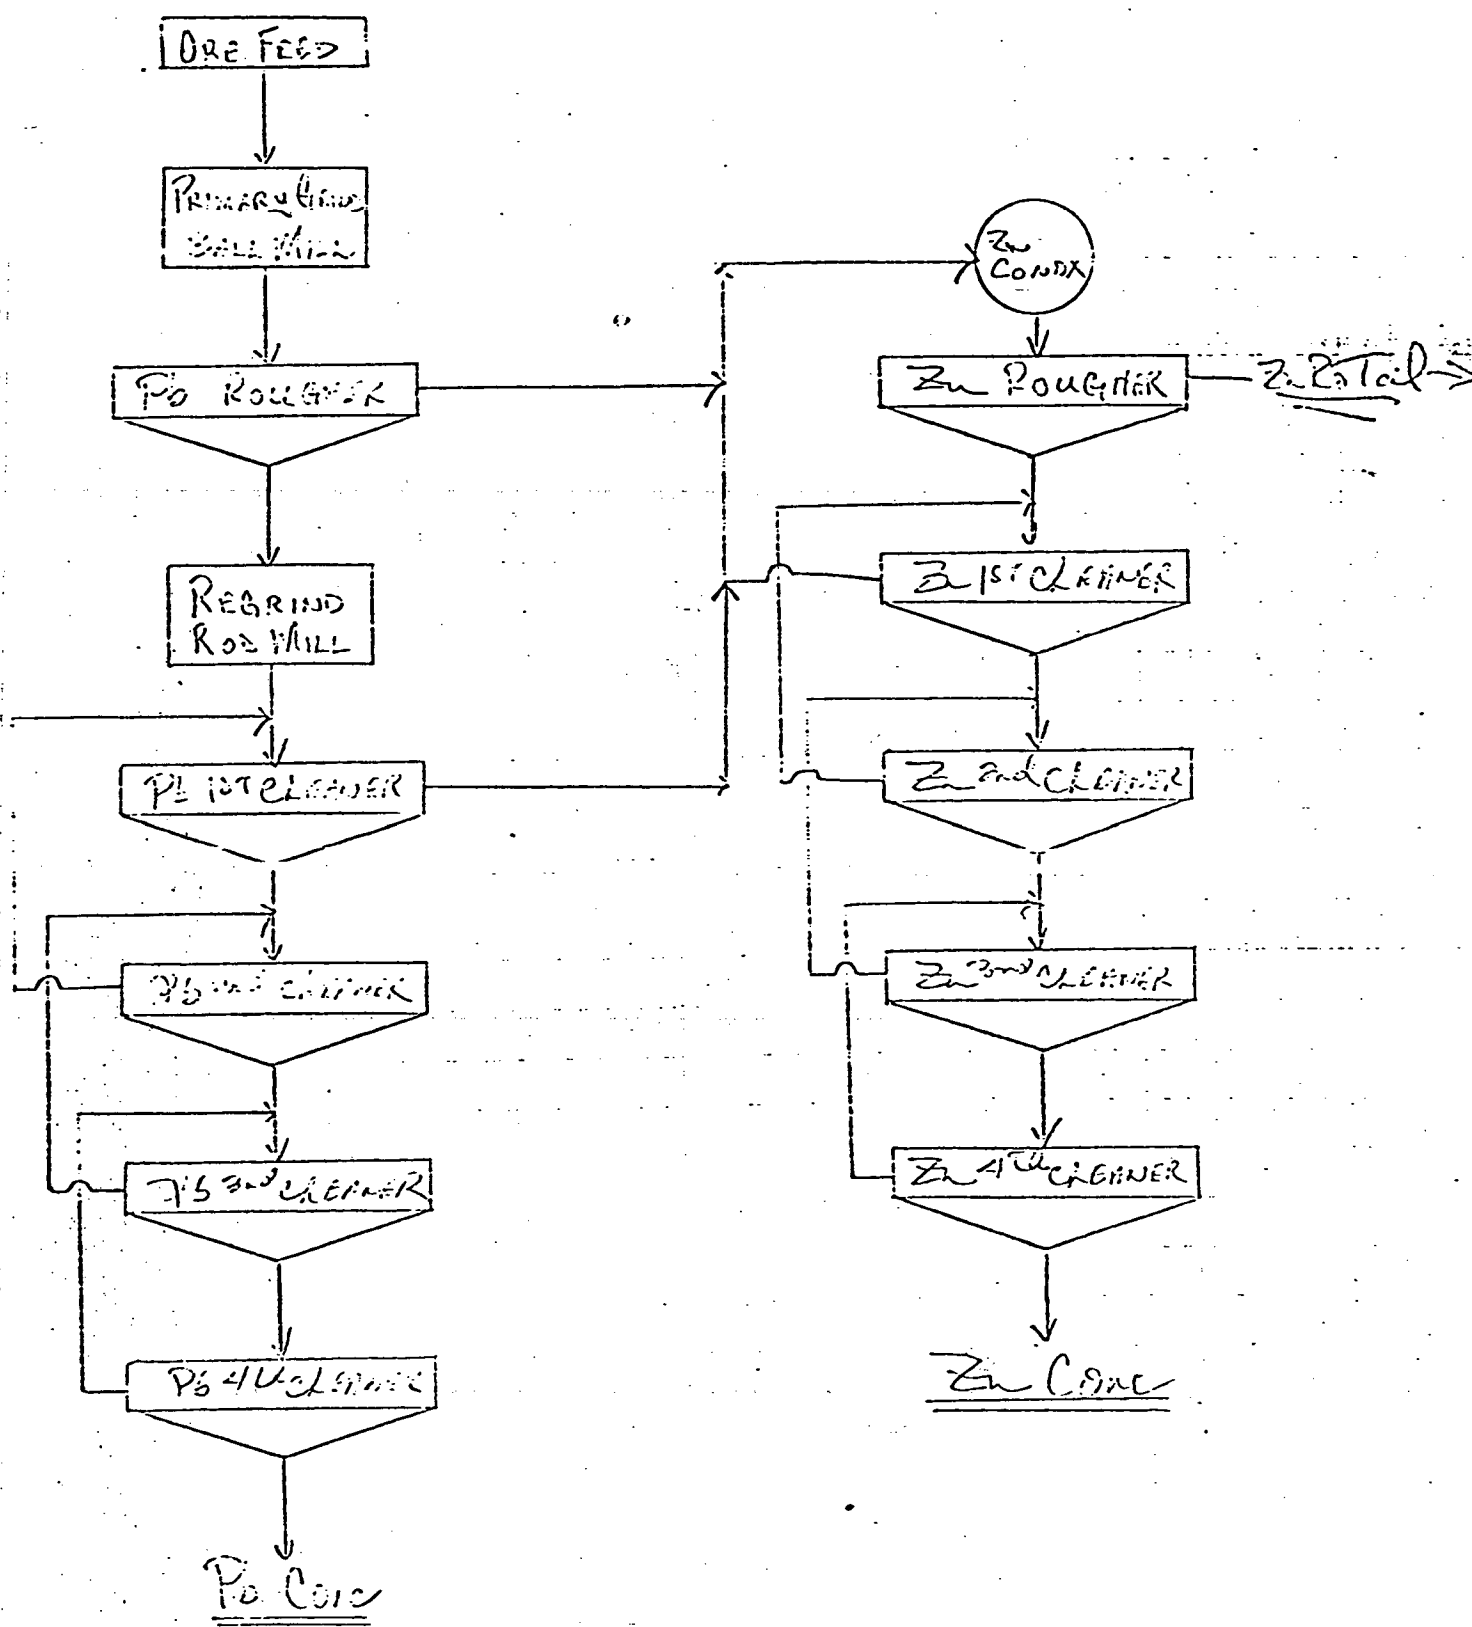 ORE FEED
PRIMARY GRIND
BALL MILL
Pb ROUGHER
REGRIND
ROD MILL
Pb 1ST CLEANER
Pb 2nd CLEANER
Pb 3rd CLEANER
Pb 4th CLEANER
Pb Conc
Zn
CONDX
Zn ROUGHER
Zn Ro Tail
Zn 1ST CLEANER
Zn 2nd CLEANER
Zn 3rd CLEANER
Zn 4TH CLEANER
Zn Conc